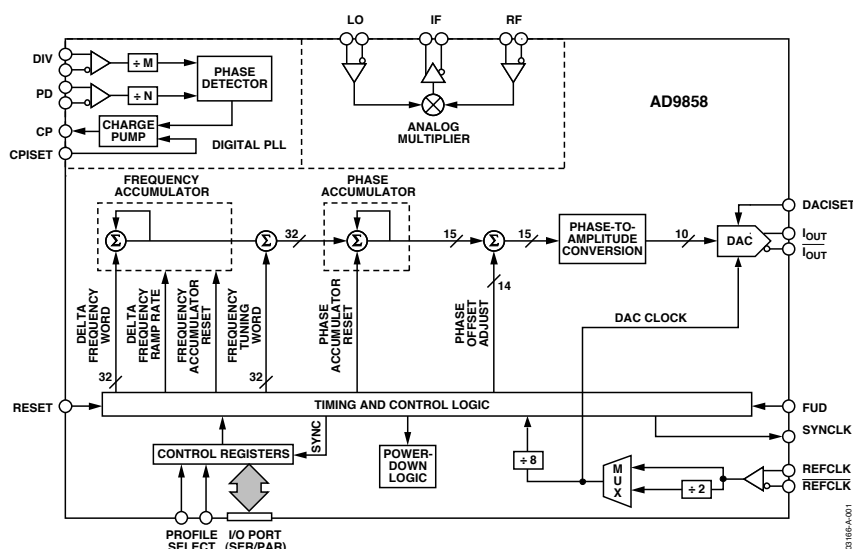 LO
IF
RF
DIV
÷ M
PHASE
DETECTOR
PD
÷ N
AD9858
CP
CHARGE
PUMP
ANALOG
MULTIPLIER
DIGITAL PLL
CPISET
FREQUENCY
ACCUMULATOR
PHASE
ACCUMULATOR
DACISET
Σ
Σ
32
Σ
15
Σ
15
PHASE-TO-
AMPLITUDE
CONVERSION
10
DAC
IOUT
IOUT
14
DELTA
FREQUENCY
WORD
DELTA
FREQUENCY
RAMP RATE
FREQUENCY
ACCUMULATOR
RESET
FREQUENCY
TUNING
WORD
PHASE
ACCUMULATOR
RESET
PHASE
OFFSET
ADJUST
DAC CLOCK
32
32
RESET
TIMING AND CONTROL LOGIC
FUD
SYNCLK
SYNC
CONTROL REGISTERS
POWER-
DOWN
LOGIC
÷ 8
MUX
÷ 2
REFCLK
REFCLK
PROFILE
SELECT
I/O PORT
(SER/PAR)
03166-A-001